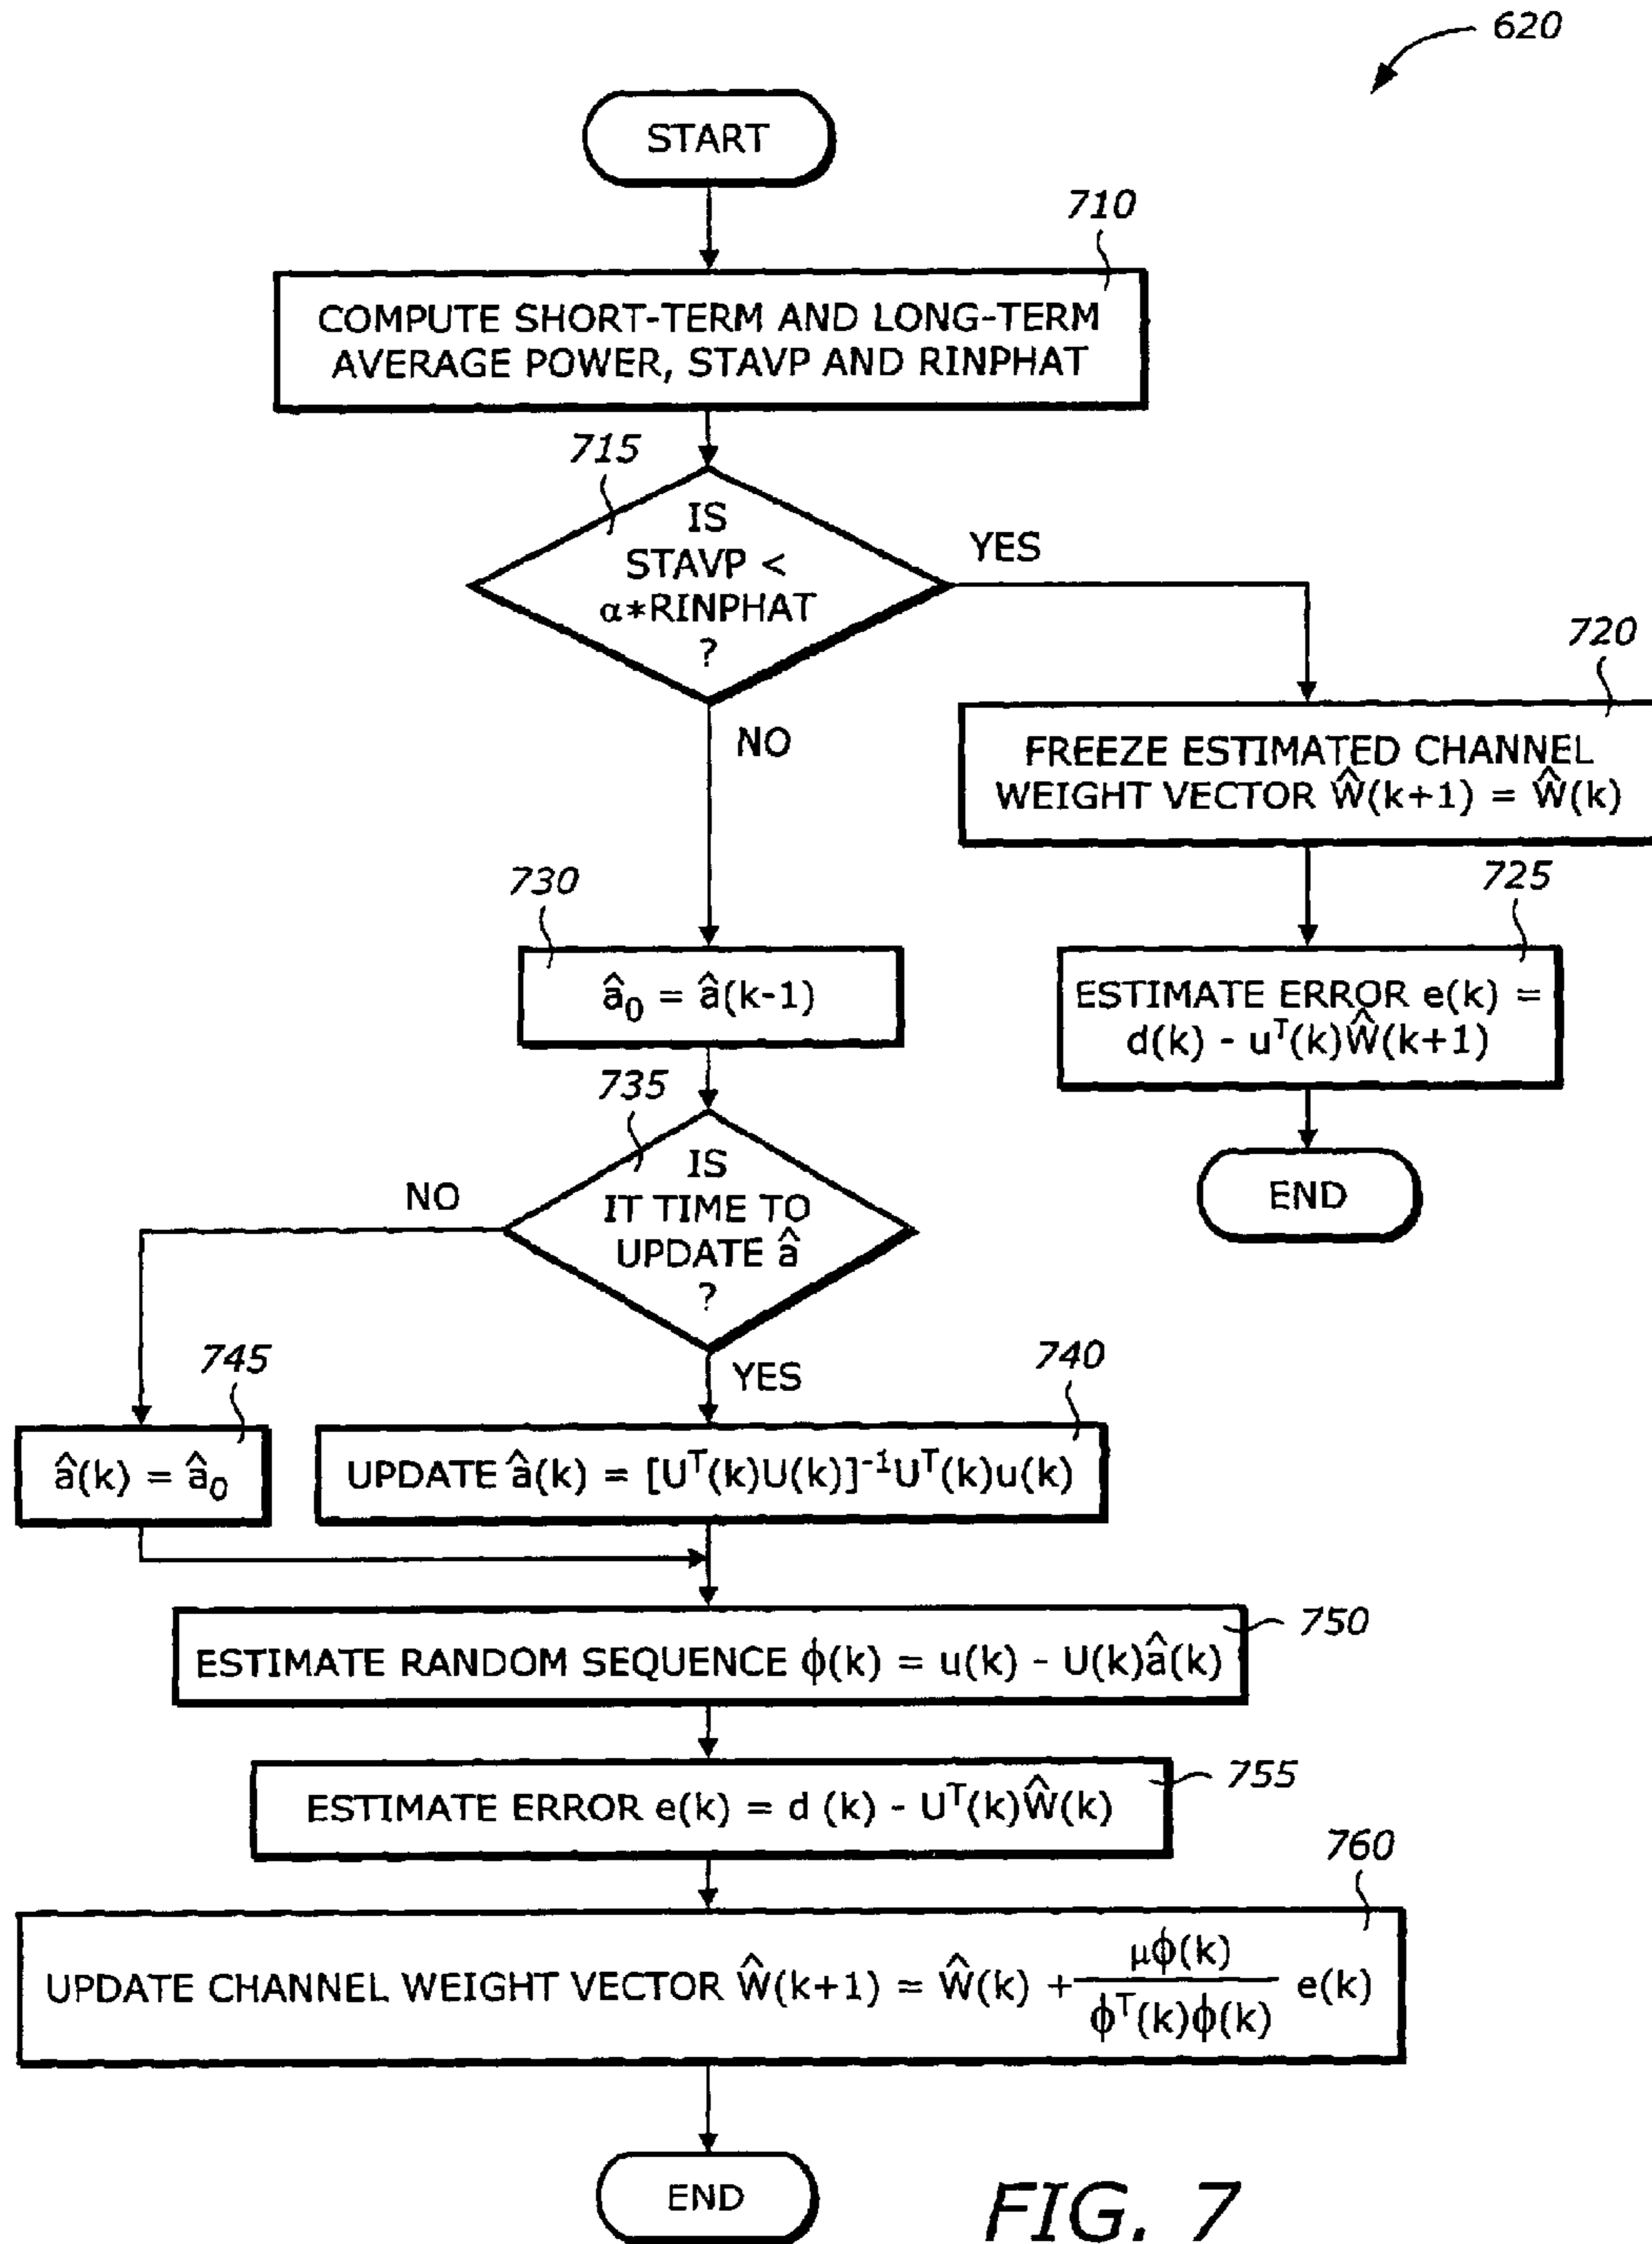 620
START
710
COMPUTE SHORT-TERM AND LONG-TERM
AVERAGE POWER, STAVP AND RINPHAT
715
IS
STAVP <
α*RINPHAT
?
YES
NO
720
FREEZE ESTIMATED CHANNEL
WEIGHT VECTOR Ŵ(k+1) = Ŵ(k)
725
ESTIMATE ERROR e(k) =
d(k) - uᵀ(k)Ŵ(k+1)
END
730
â₀ = â(k-1)
735
IS
IT TIME TO
UPDATE â
?
NO
YES
745
â(k) = â₀
740
UPDATE â(k) = [Uᵀ(k)U(k)]⁻¹Uᵀ(k)u(k)
750
ESTIMATE RANDOM SEQUENCE ϕ(k) = u(k) - U(k)â(k)
755
ESTIMATE ERROR e(k) = d (k) - Uᵀ(k)Ŵ(k)
760
UPDATE CHANNEL WEIGHT VECTOR Ŵ(k+1) = Ŵ(k) + μϕ(k) / ϕᵀ(k)ϕ(k) e(k)
END
FIG. 7